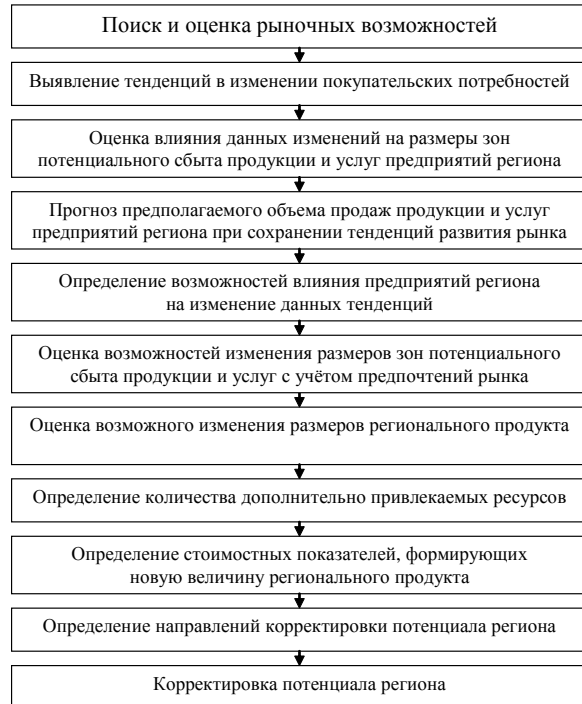 Поиск и оценка рыночных возможностей
Выявление тенденций в изменении покупательских потребностей
Оценка влияния данных изменений на размеры зон
потенциального сбыта продукции и услуг предприятий региона
Прогноз предполагаемого объема продаж продукции и услуг
предприятий региона при сохранении тенденций развития рынка
Определение возможностей влияния предприятий региона
на изменение данных тенденций
Оценка возможностей изменения размеров зон потенциального
сбыта продукции и услуг с учётом предпочтений рынка
Оценка возможного изменения размеров регионального продукта
Определение количества дополнительно привлекаемых ресурсов
Определение стоимостных показателей, формирующих
новую величину регионального продукта
Определение направлений корректировки потенциала региона
Корректировка потенциала региона